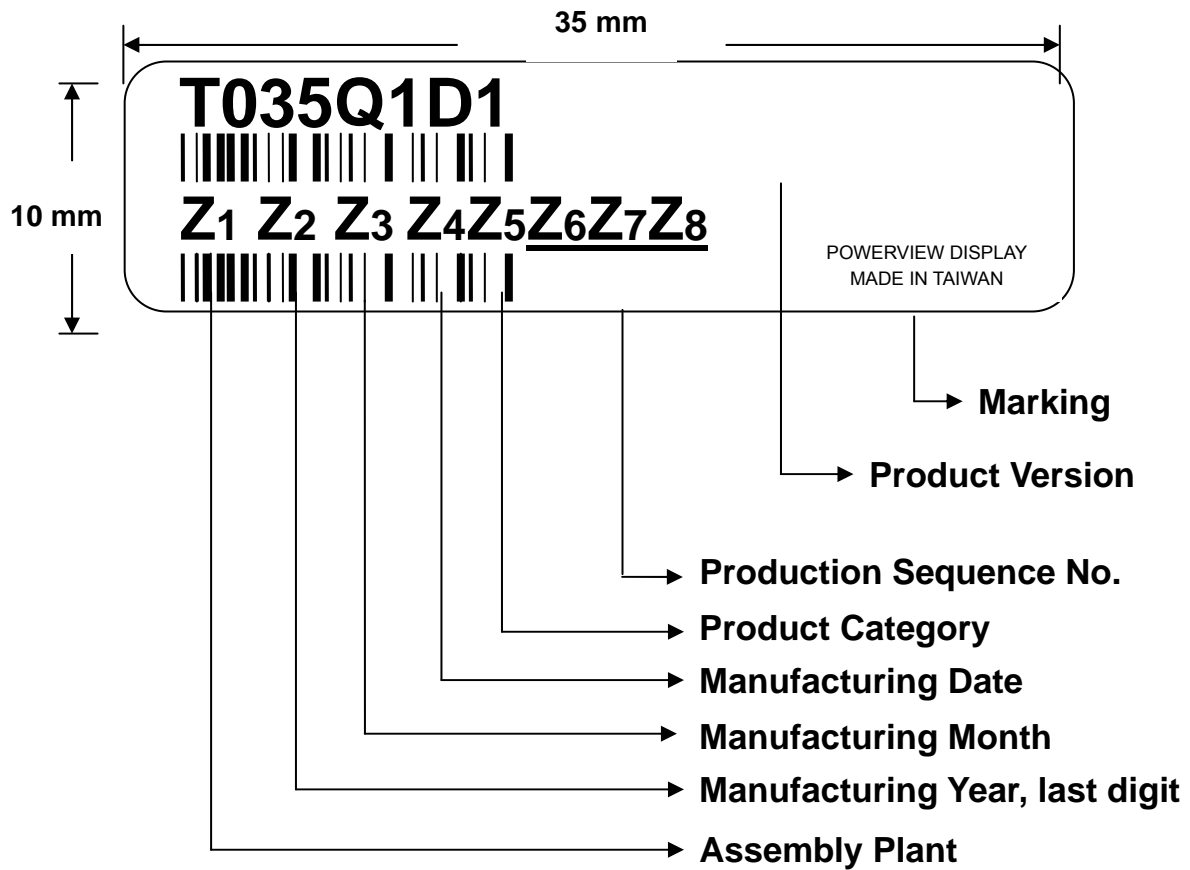 35 mm
T035Q1D1
10 mm
Z1 Z2 Z3 Z4Z5Z6Z7Z8
POWERVIEW DISPLAY
MADE IN TAIWAN
Marking
Product Version
Production Sequence No.
Product Category
Manufacturing Date
Manufacturing Month
Manufacturing Year, last digit
Assembly Plant